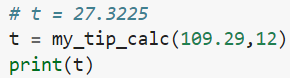 # t = 27.3225
t = my_tip_calc(109.29,12)
print(t)